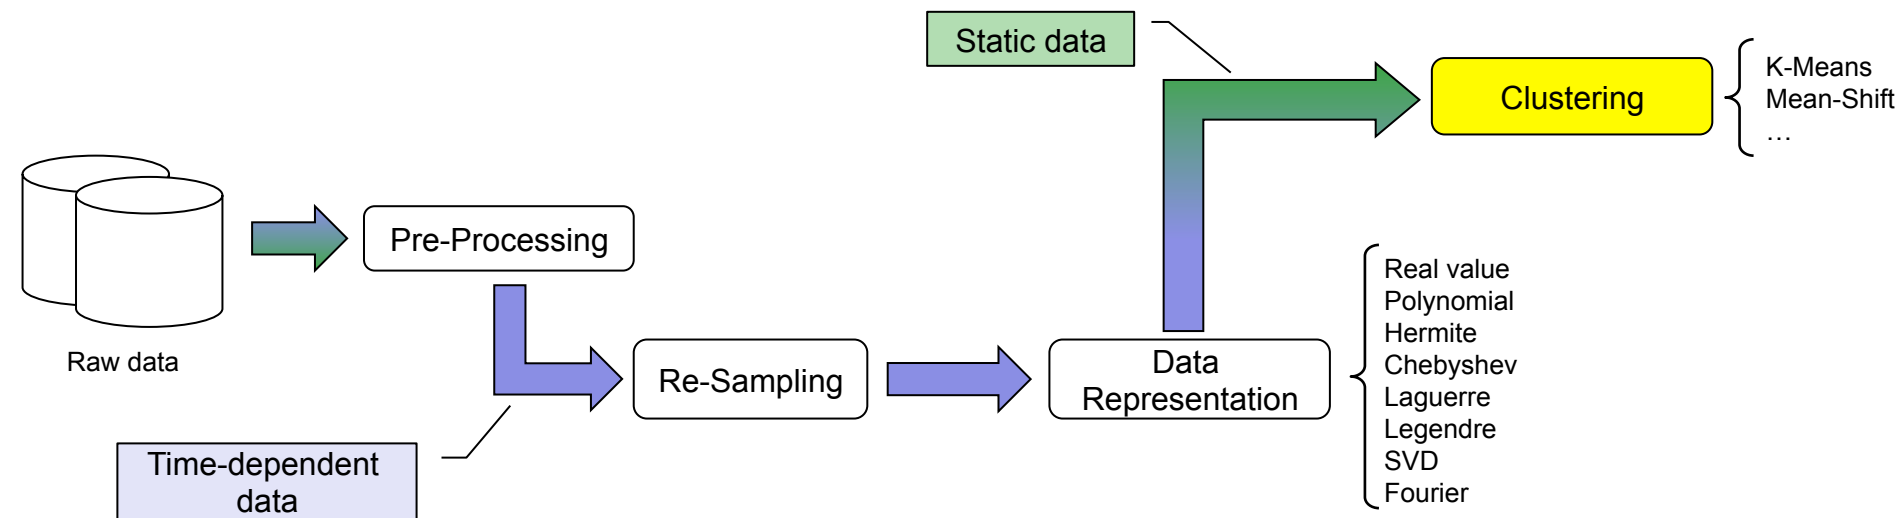 Static data
Clustering
K-Means
Mean-Shift
…
Raw data
Pre-Processing
Re-Sampling
Data
Representation
Real value
Polynomial
Hermite
Chebyshev
Laguerre
Legendre
SVD
Fourier
Time-dependent
data